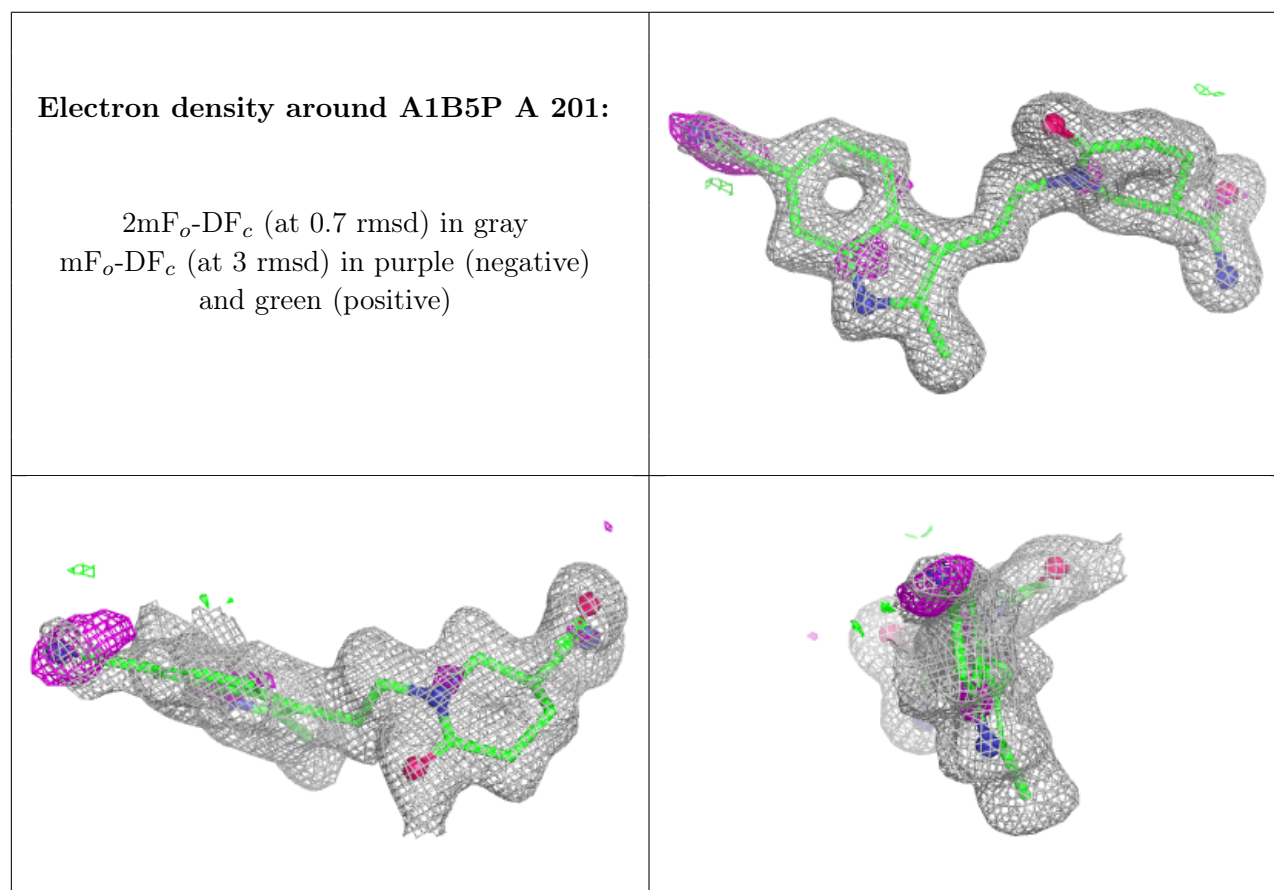 Electron density around A1B5P A 201:
2mFo-DFc (at 0.7 rmsd) in gray
mFo-DFc (at 3 rmsd) in purple (negative)
and green (positive)